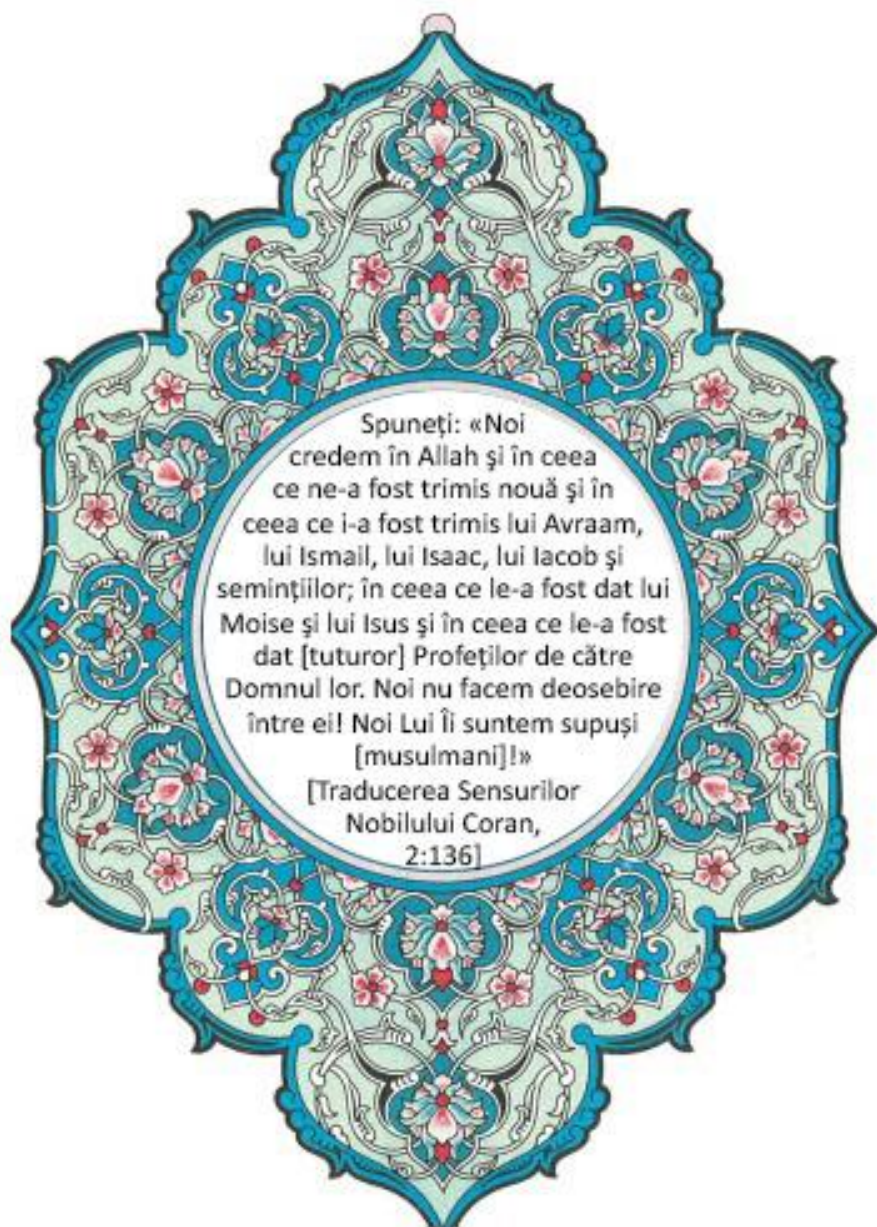 Spuneți: «Noi
credem în Allah şi în ceea
ce ne-a fost trimis nouă şi în
ceea ce i-a fost trimis lui Avraam,
lui Ismail, lui Isaac, lui Iacob şi
seminţiilor; în ceea ce le-a fost dat lui
Moise şi lui Isus şi în ceea ce le-a fost
dat [tuturor] Profeţilor de către
Domnul lor. Noi nu facem deosebire
între ei! Noi Lui Îi suntem supuşi
[musulmani]!»
[Traducerea Sensurilor
Nobilului Coran,
2:136]